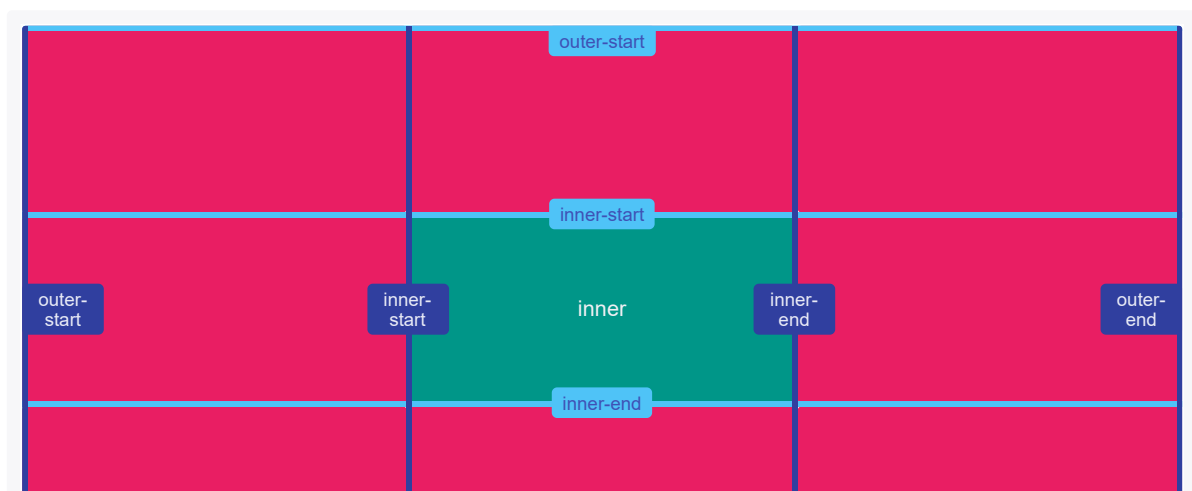 outer-start
inner-start
outer-
start
inner-
start
inner
inner-
end
outer-
end
inner-end